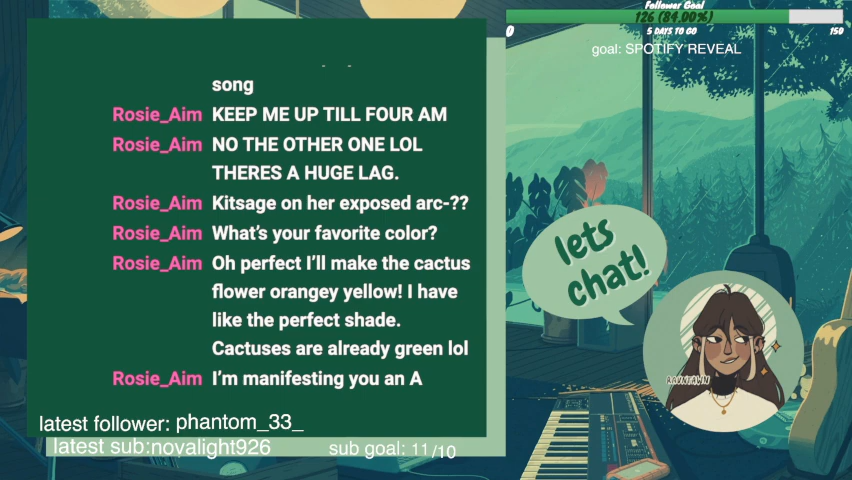 Follower Goal
126 (84.00%)
0 5 DAYS TO GO 150
goal: SPOTIFY REVEAL
song
Rosie_Aim KEEP ME UP TILL FOUR AM
Rosie_Aim NO THE OTHER ONE LOL
THERES A HUGE LAG.
Rosie_Aim Kitsage on her exposed arc-??
Rosie_Aim What's your favorite color?
Rosie_Aim Oh perfect I'll make the cactus
flower orangey yellow! I have
like the perfect shade.
Cactuses are already green lol
Rosie_Aim I'm manifesting you an A
lets
chat!
latest follower: phantom_33_
latest sub:novalight926
sub goal: 11/10